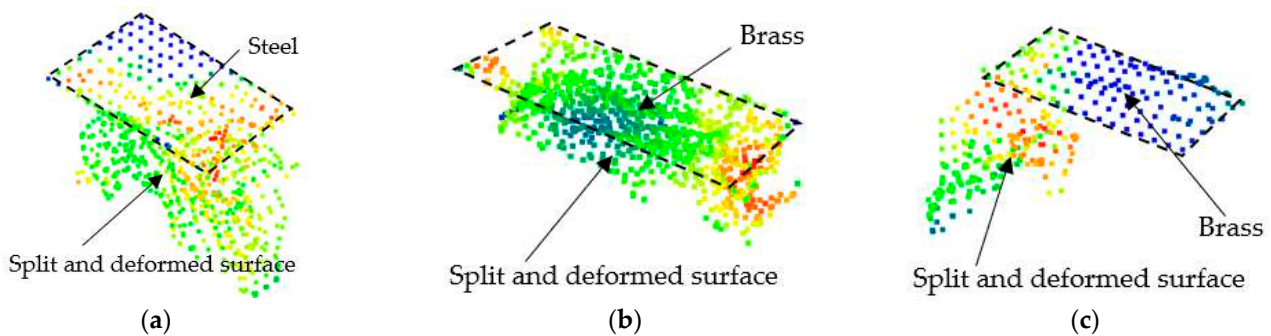 Steel
Split and deformed surface
(a)
Brass
Split and deformed surface
(b)
Brass
Split and deformed surface
(c)